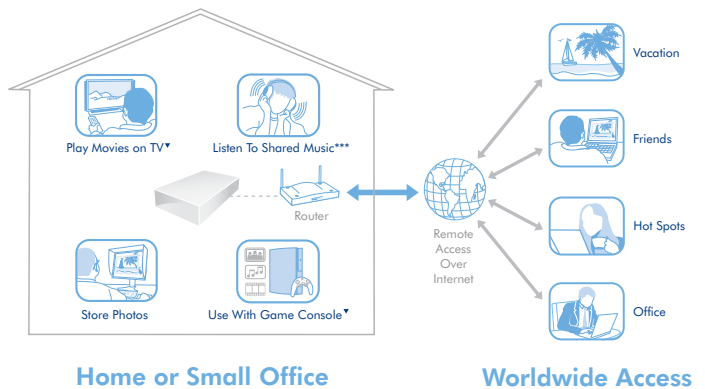 Play Movies on TV▼
Listen To Shared Music***
Router
Store Photos
Use With Game Console▼
Remote
Access
Over
Internet
Vacation
Friends
Hot Spots
Office
Home or Small Office
Worldwide Access